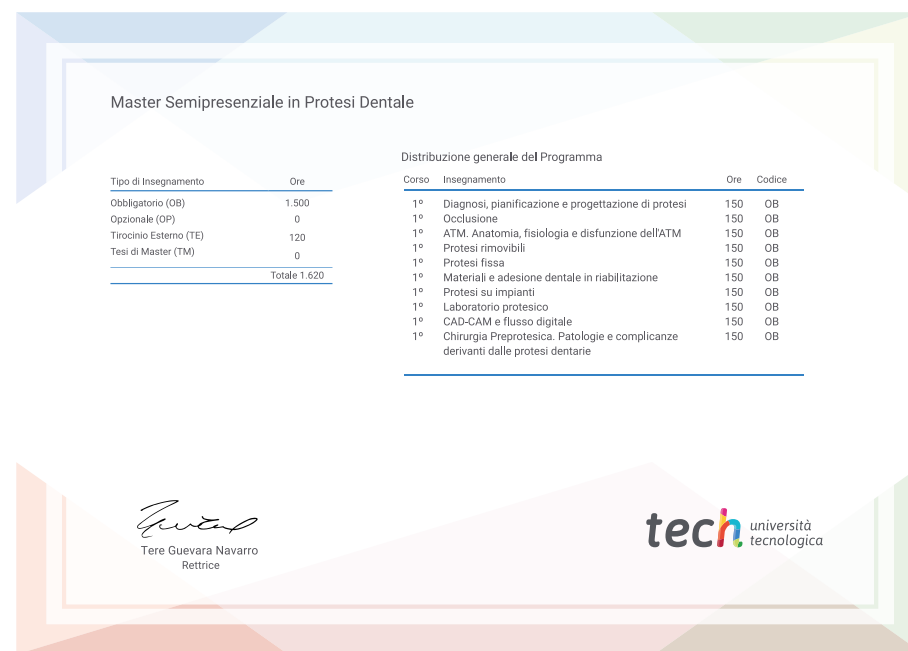 Master Semipresenziale in Protesi Dentale
Tipo di Insegnamento Ore
Obbligatorio (OB) 1.500
Opzionale (OP) 0
Tirocinio Esterno (TE) 120
Tesi di Master (TM) 0
Totale 1.620
Distribuzione generale del Programma
Corso Insegnamento Ore Codice
1º Diagnosi, pianificazione e progettazione di protesi 150 OB
1º Occlusione 150 OB
1º ATM. Anatomia, fisiologia e disfunzione dell'ATM 150 OB
1º Protesi rimovibili 150 OB
1º Protesi fissa 150 OB
1º Materiali e adesione dentale in riabilitazione 150 OB
1º Protesi su impianti 150 OB
1º Laboratorio protesico 150 OB
1º CAD-CAM e flusso digitale 150 OB
1º Chirurgia Preprotesica. Patologie e complicanze 150 OB
derivanti dalle protesi dentarie
Tere Guevara Navarro
Rettrice
tech università
tecnologica